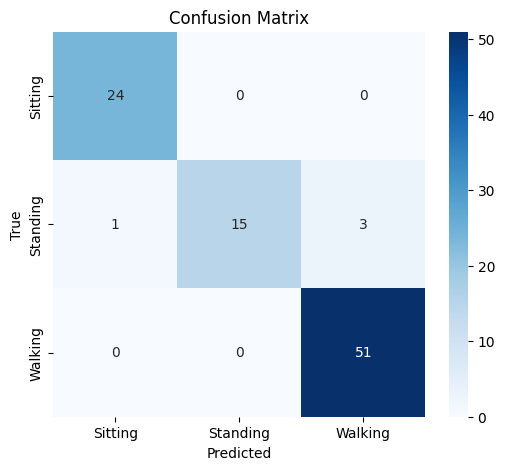 Confusion Matrix
50
Sitting
24
0
0
40
30
True
Standing
1
15
3
20
10
Walking
0
0
51
0
Sitting
Standing
Walking
Predicted